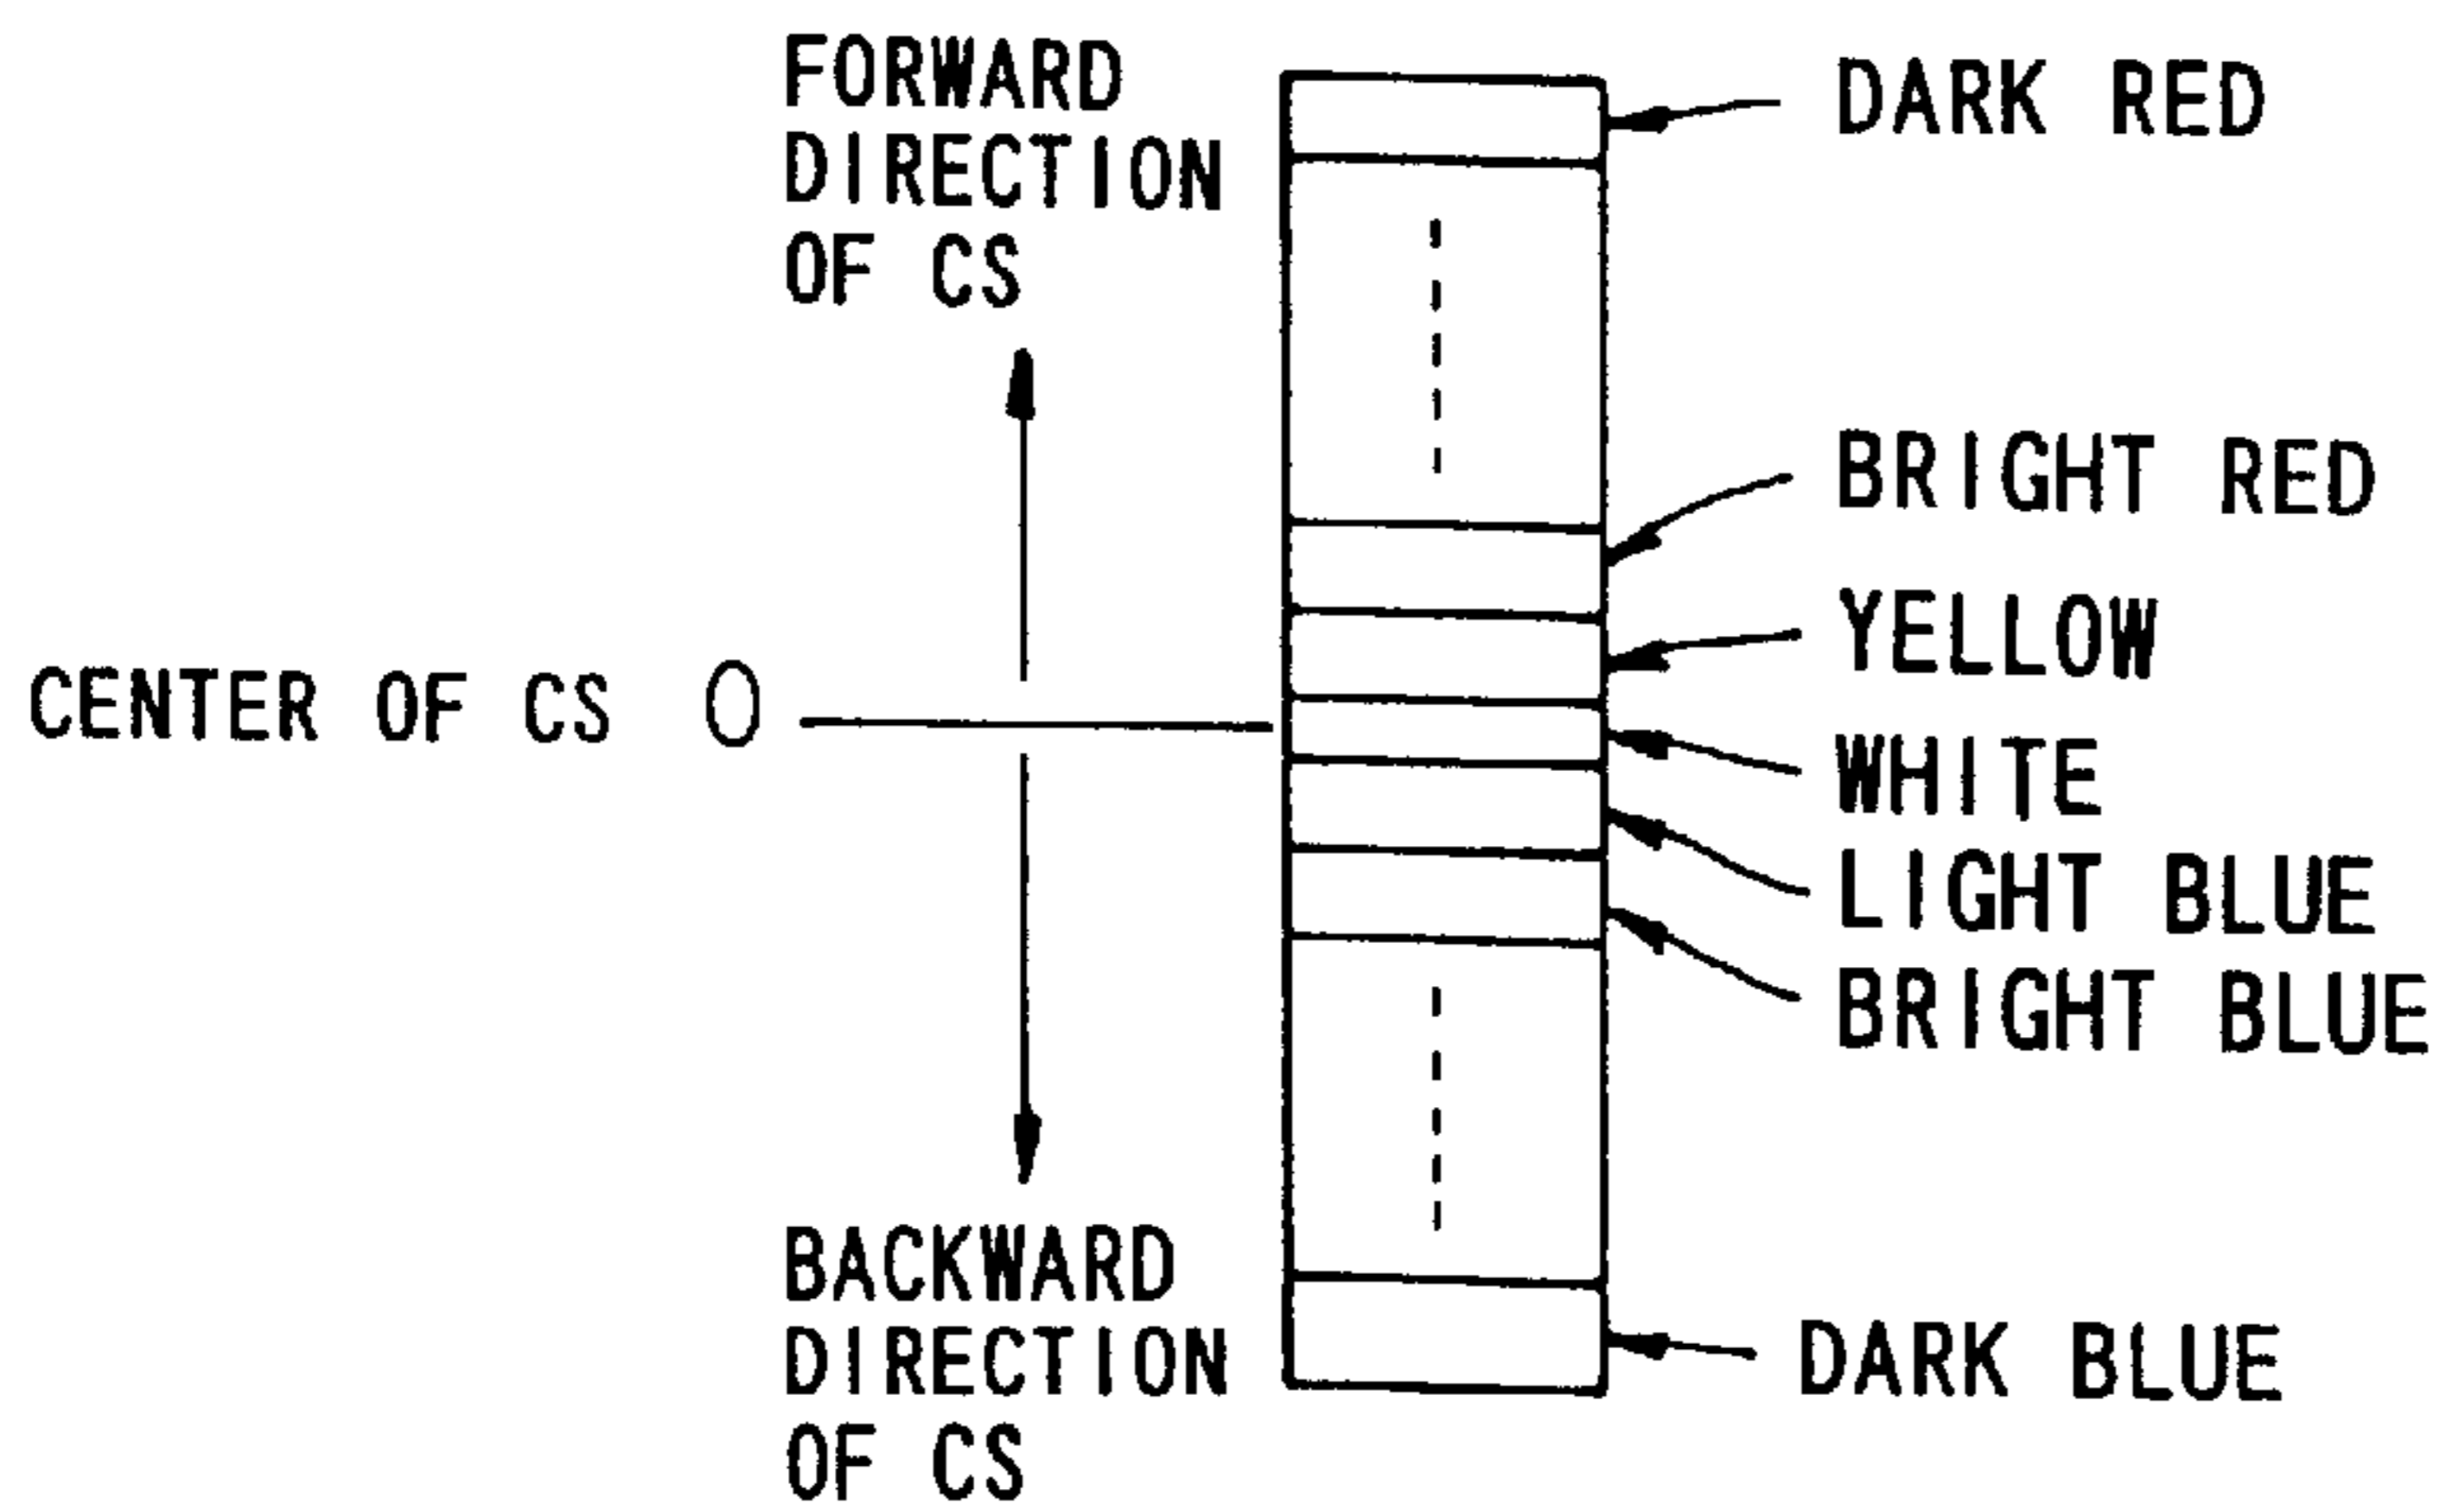 FORWARD
DIRECTION
OF CS
CENTER OF CS 0
BACKWARD
DIRECTION
OF CS
DARK RED
BRIGHT RED
YELLOW
WHITE
LIGHT BLUE
BRIGHT BLUE
DARK BLUE